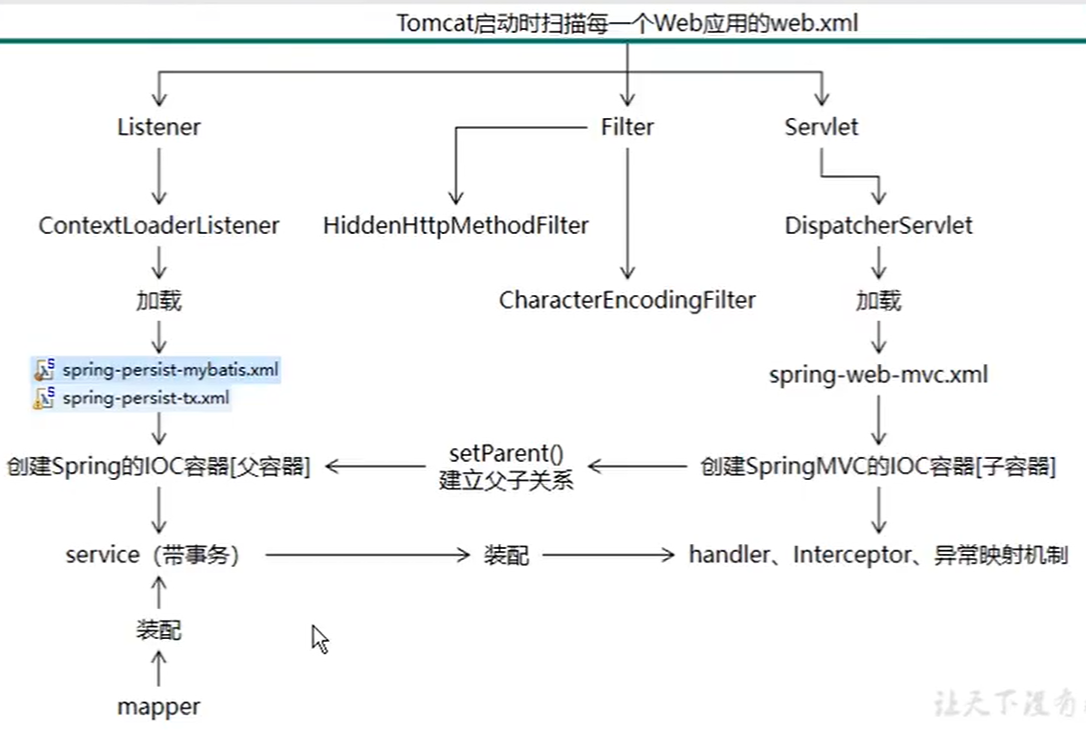 Tomcat启动时扫描每一个Web应用的web.xml
Listener
Filter
Servlet
ContextLoaderListener
HiddenHttpMethodFilter
DispatcherServlet
加载
CharacterEncodingFilter
加载
spring-persist-mybatis.xml
spring-persist-tx.xml
spring-web-mvc.xml
创建Spring的IOC容器[父容器]
setParent()
建立父子关系
创建SpringMVC的IOC容器[子容器]
service（带事务）
装配
handler、Interceptor、异常映射机制
装配
mapper
让天下没有